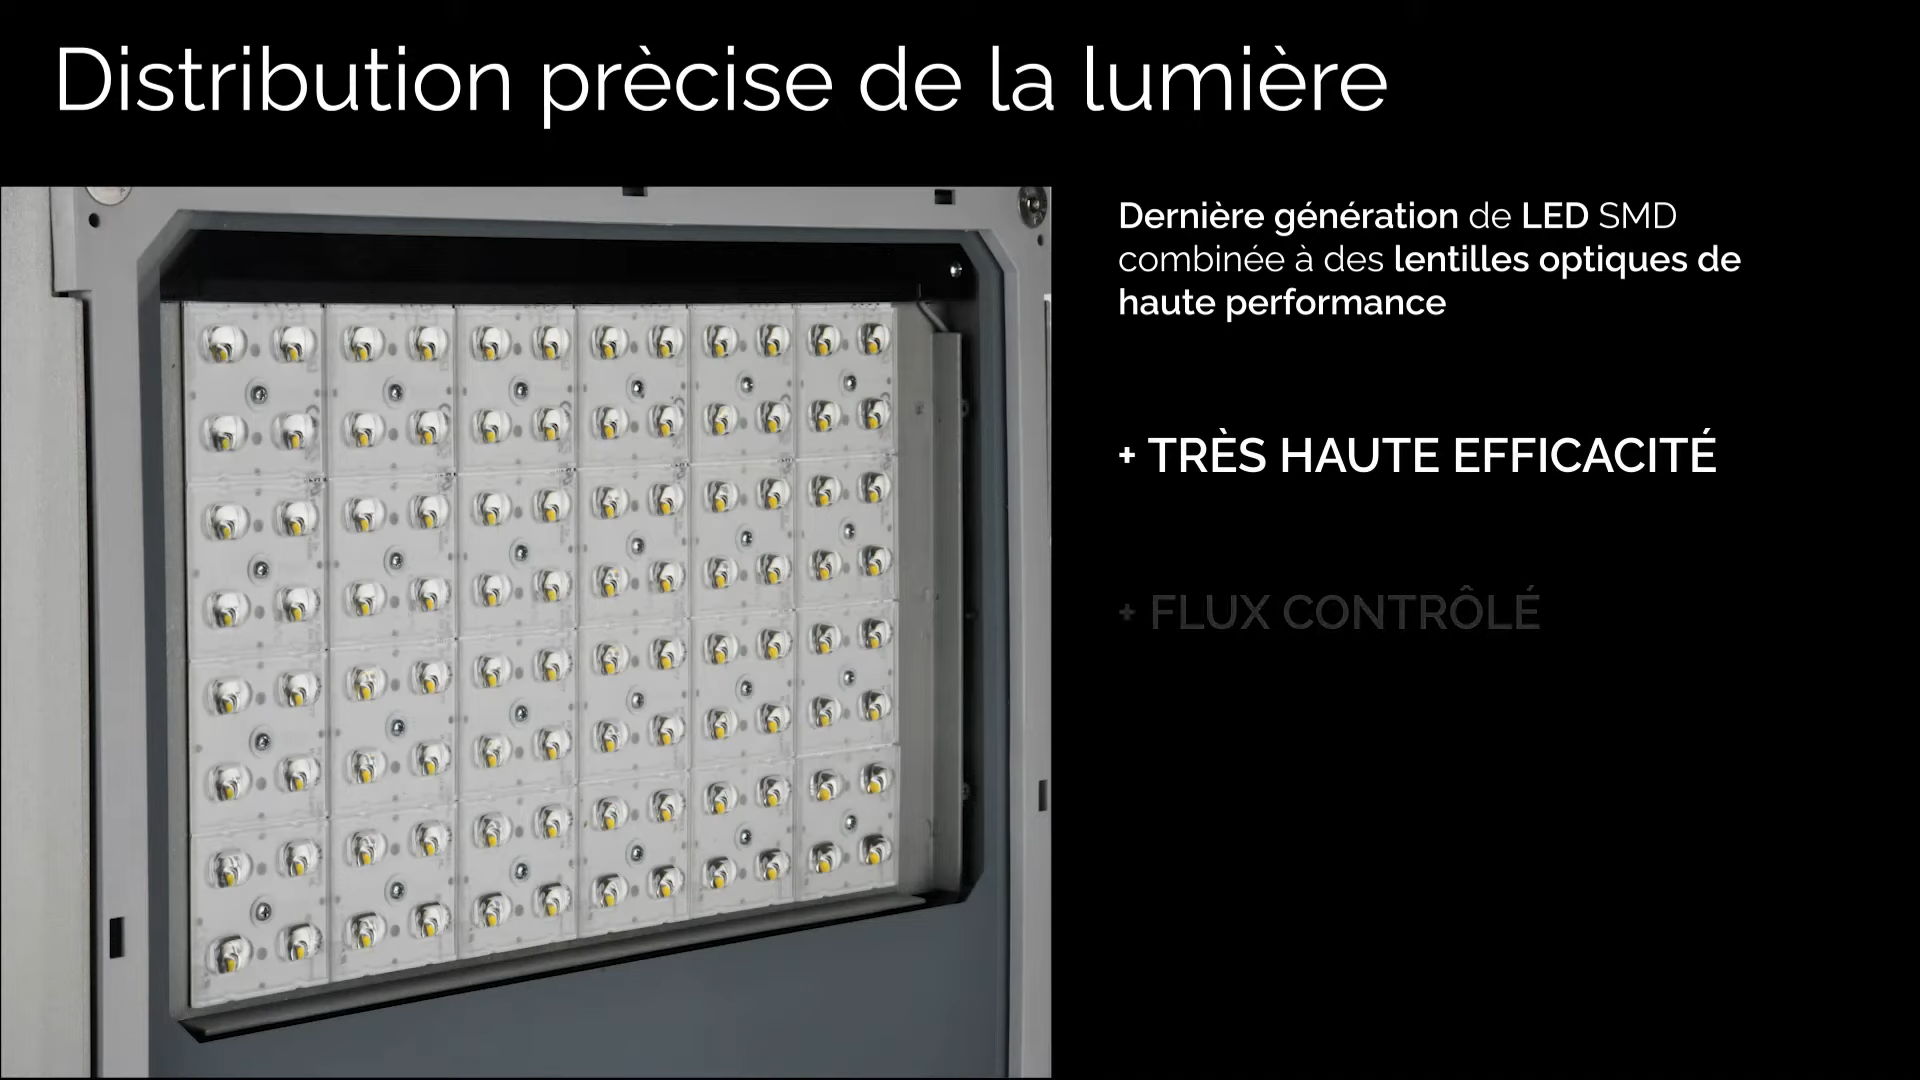 Distribution prècise de la lumière
Dernière génération de LED SMD
combinée à des lentilles optiques de
haute performance
+ TRÈS HAUTE EFFICACITÉ
+ FLUX CONTRÔLÉ